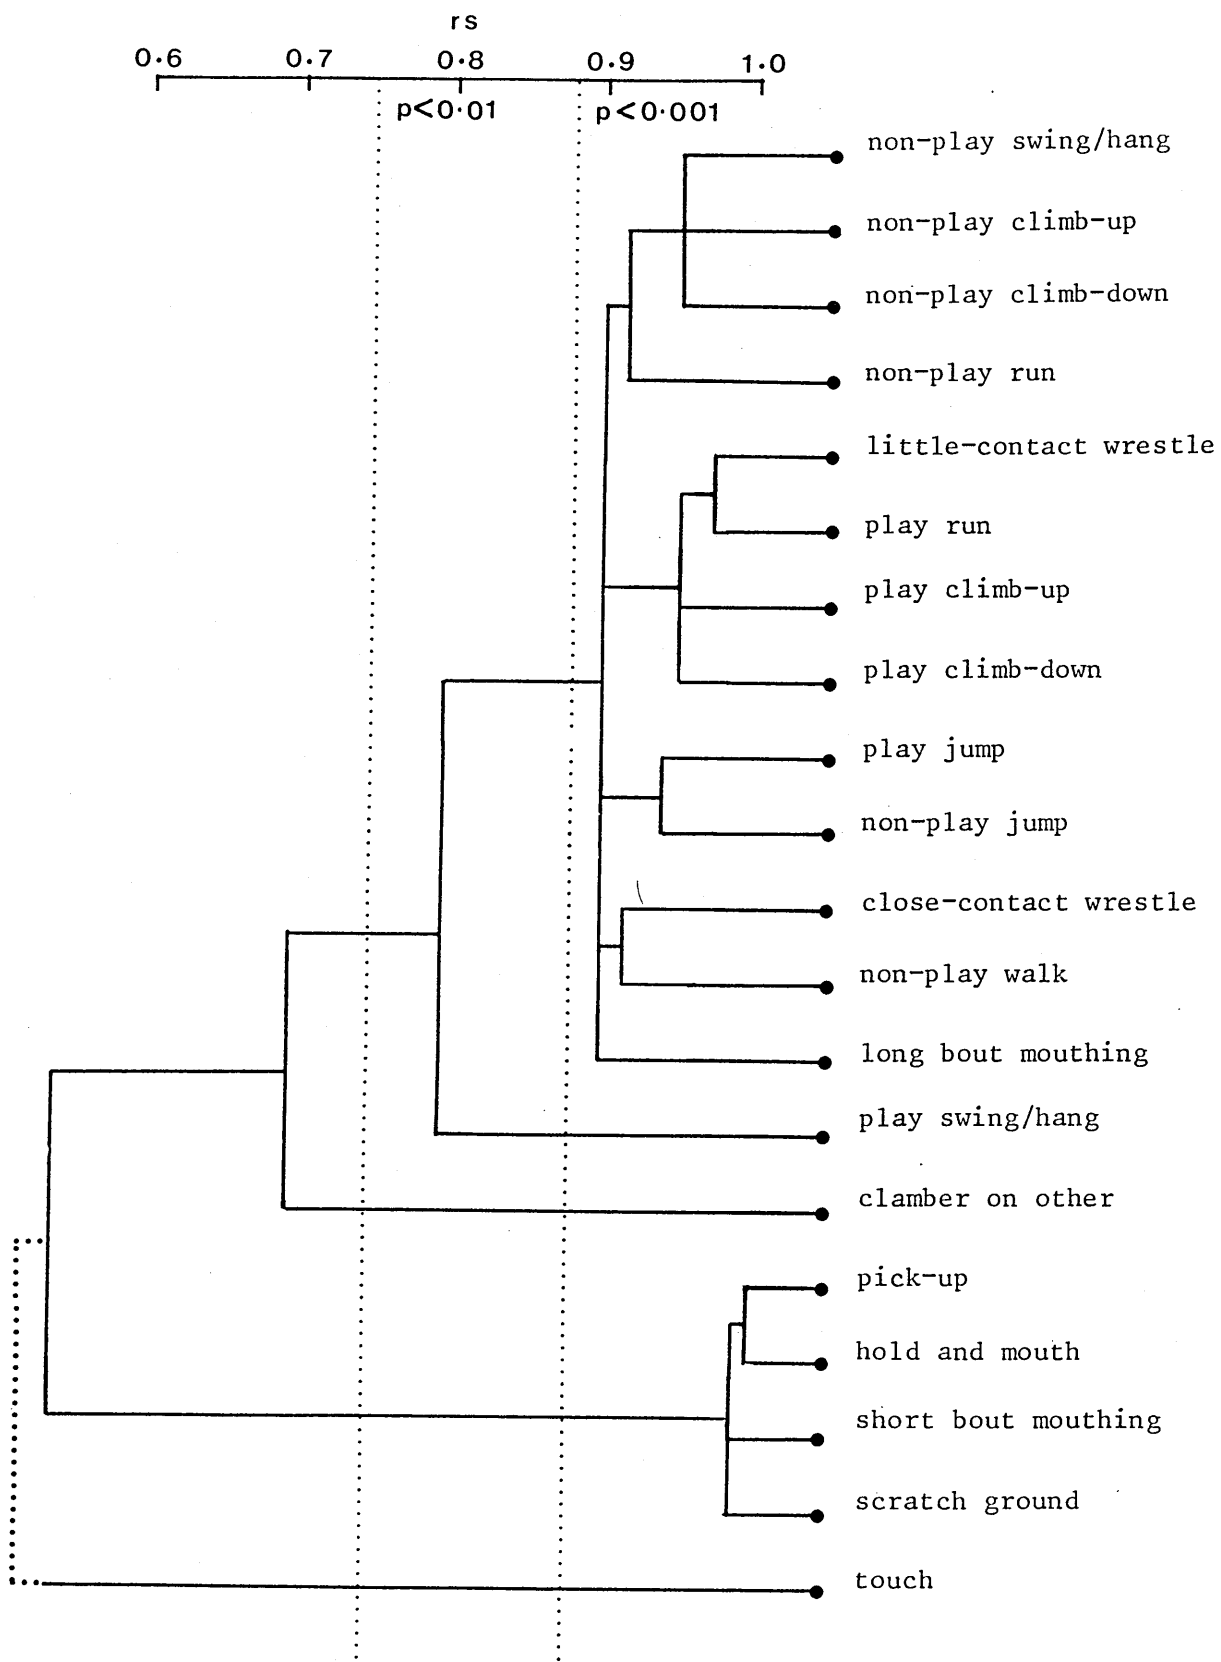 rs
0.6 0.7 0.8 0.9 1.0
p<0.01 p<0.001
non-play swing/hang
non-play climb-up
non-play climb-down
non-play run
little-contact wrestle
play run
play climb-up
play climb-down
play jump
non-play jump
close-contact wrestle
non-play walk
long bout mouthing
play swing/hang
clamber on other
pick-up
hold and mouth
short bout mouthing
scratch ground
touch